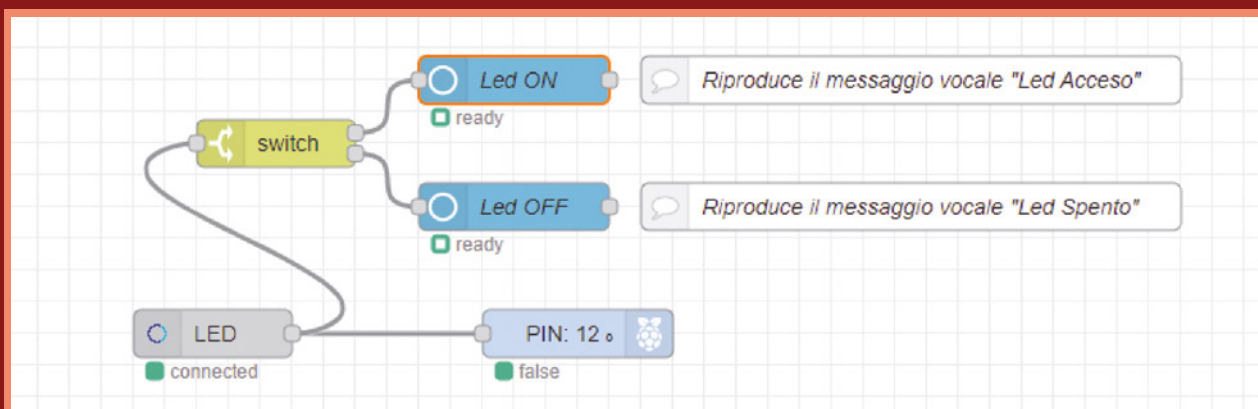 Led ON
Riproduce il messaggio vocale "Led Acceso"
ready
switch
Led OFF
Riproduce il messaggio vocale "Led Spento"
ready
LED
PIN: 12
connected
false